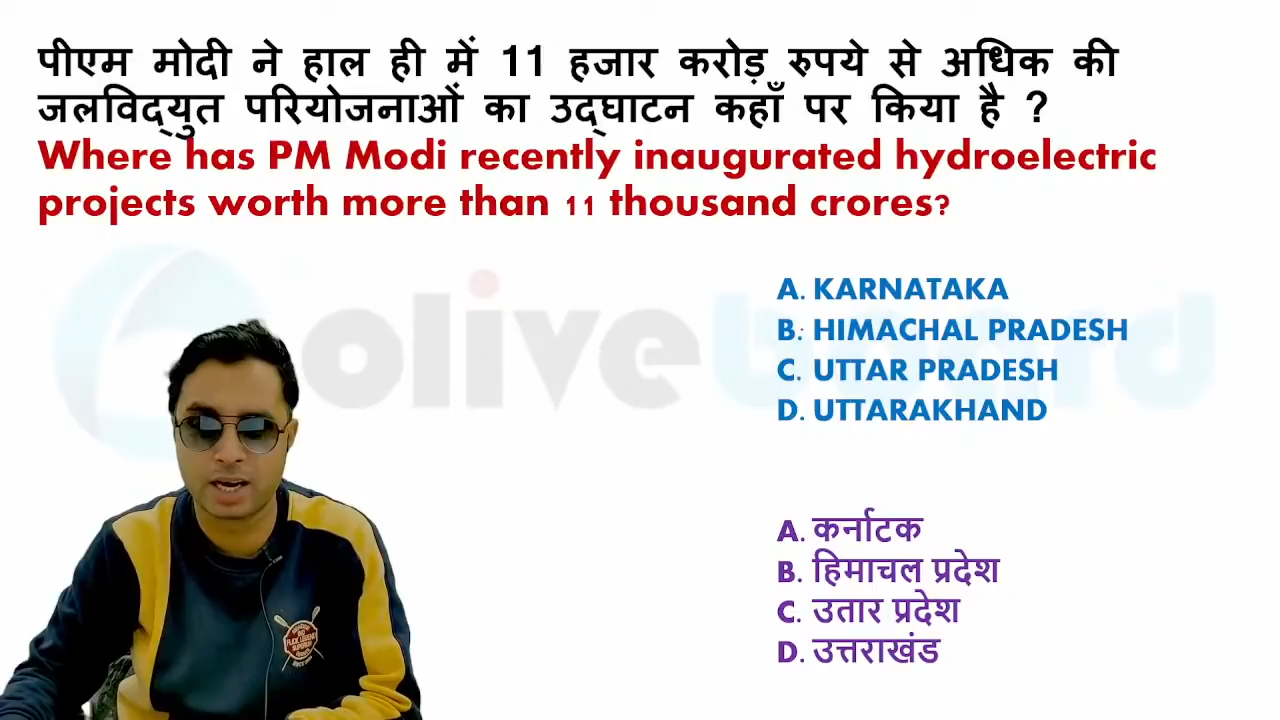 पीएम मोदी ने हाल ही में 11 हजार करोड़ रुपये से अधिक की
जलविद्युत परियोजनाओं का उद्घाटन कहाँ पर किया है ?
Where has PM Modi recently inaugurated hydroelectric
projects worth more than 11 thousand crores?
oliveboard
A. KARNATAKA
B. HIMACHAL PRADESH
C. UTTAR PRADESH
D. UTTARAKHAND
A. कर्नाटक
B. हिमाचल प्रदेश
C. उतार प्रदेश
D. उत्तराखंड